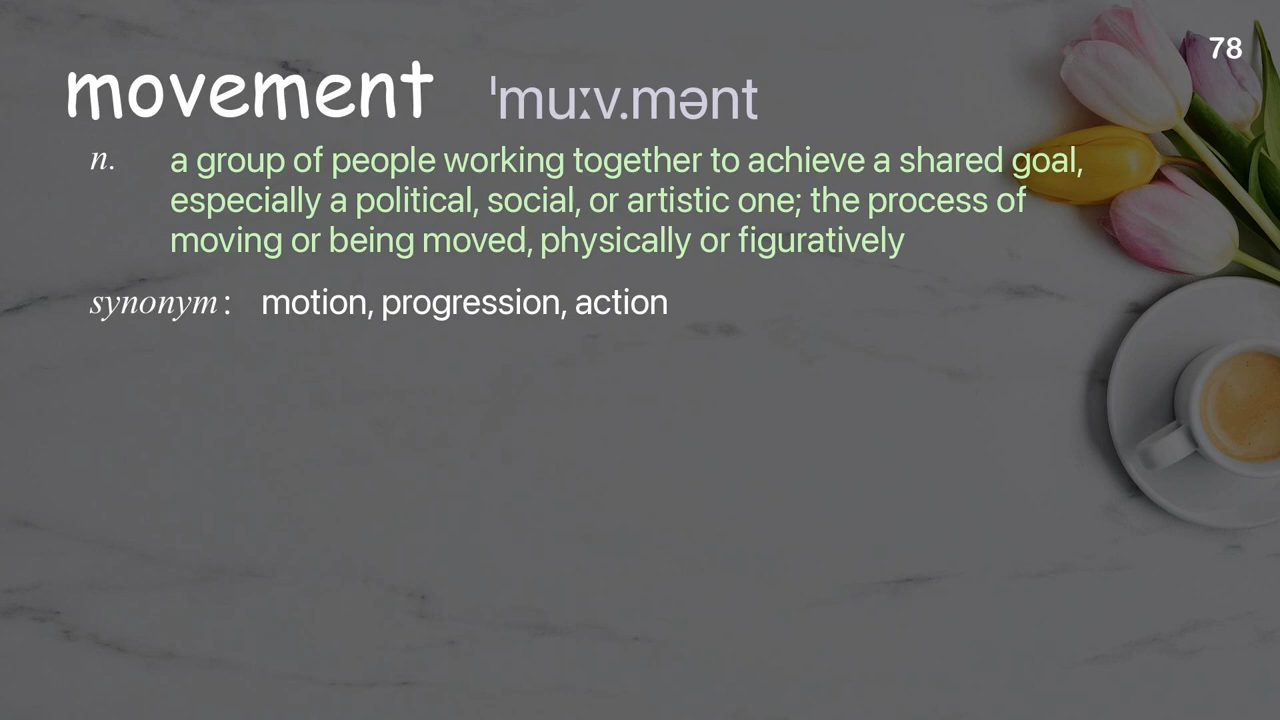 78
movement ˈmuːv.mənt
n. a group of people working together to achieve a shared goal,
especially a political, social, or artistic one; the process of
moving or being moved, physically or figuratively
synonym: motion, progression, action